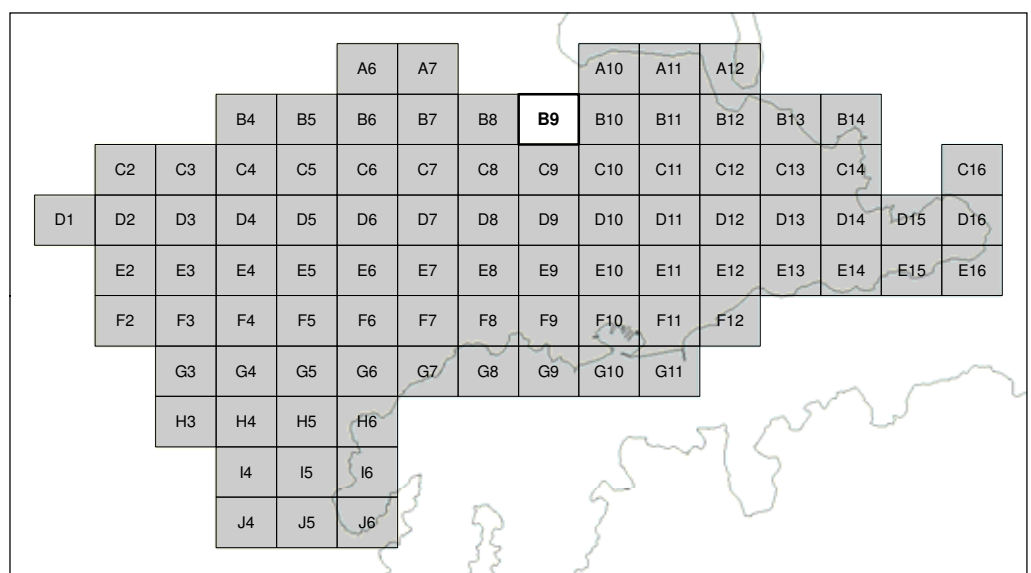 A6 A7 A10 A11 A12
B4 B5 B6 B7 B8 B9 B10 B11 B12 B13 B14
C2 C3 C4 C5 C6 C7 C8 C9 C10 C11 C12 C13 C14 C16
D1 D2 D3 D4 D5 D6 D7 D8 D9 D10 D11 D12 D13 D14 D15 D16
E2 E3 E4 E5 E6 E7 E8 E9 E10 E11 E12 E13 E14 E15 E16
F2 F3 F4 F5 F6 F7 F8 F9 F10 F11 F12
G3 G4 G5 G6 G7 G8 G9 G10 G11
H3 H4 H5 H6
I4 I5 I6
J4 J5 J6